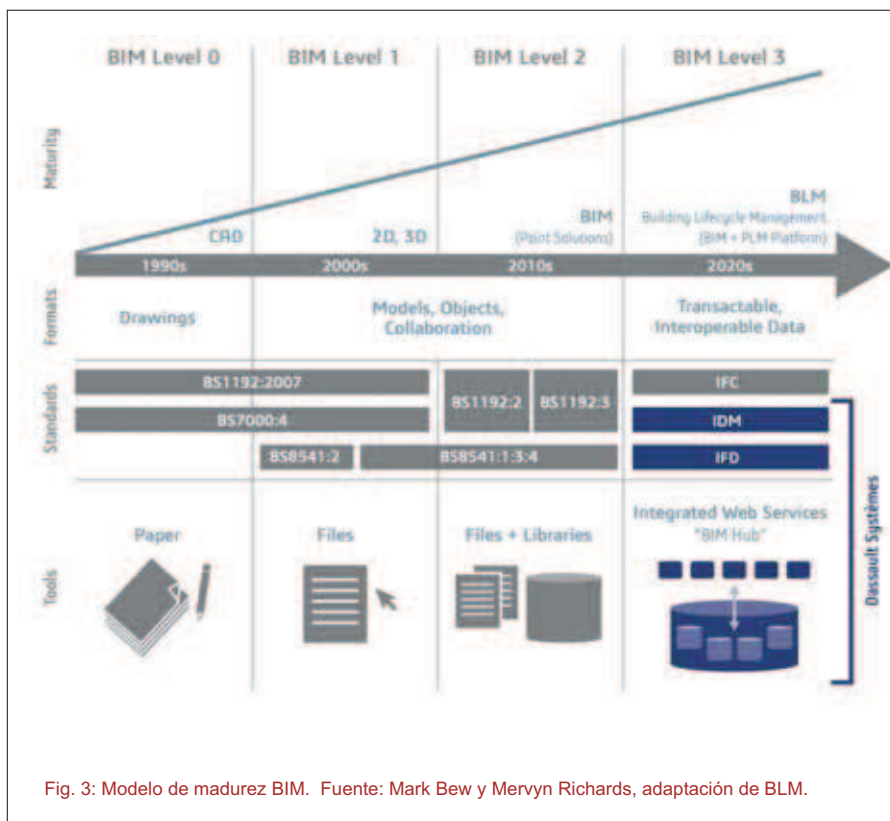 BIM Level 0
BIM Level 1
BIM Level 2
BIM Level 3
Maturity
CAD
2D, 3D
BIM
(Point Solutions)
BLM
Building Lifecycle Management
(BIM + PLM Platform)
1990s
2000s
2010s
2020s
Formats
Drawings
Models, Objects,
Collaboration
Transactable,
Interoperable Data
Standards
BS1192:2007
BS7000:4
BS8541:2
BS8541:1:3:4
BS1192:2
BS1192:3
IFC
IDM
IFD
Tools
Paper
Files
Files + Libraries
Integrated Web Services
"BIM Hub"
Dassault Systèmes
Fig. 3: Modelo de madurez BIM. Fuente: Mark Bew y Mervyn Richards, adaptación de BLM.